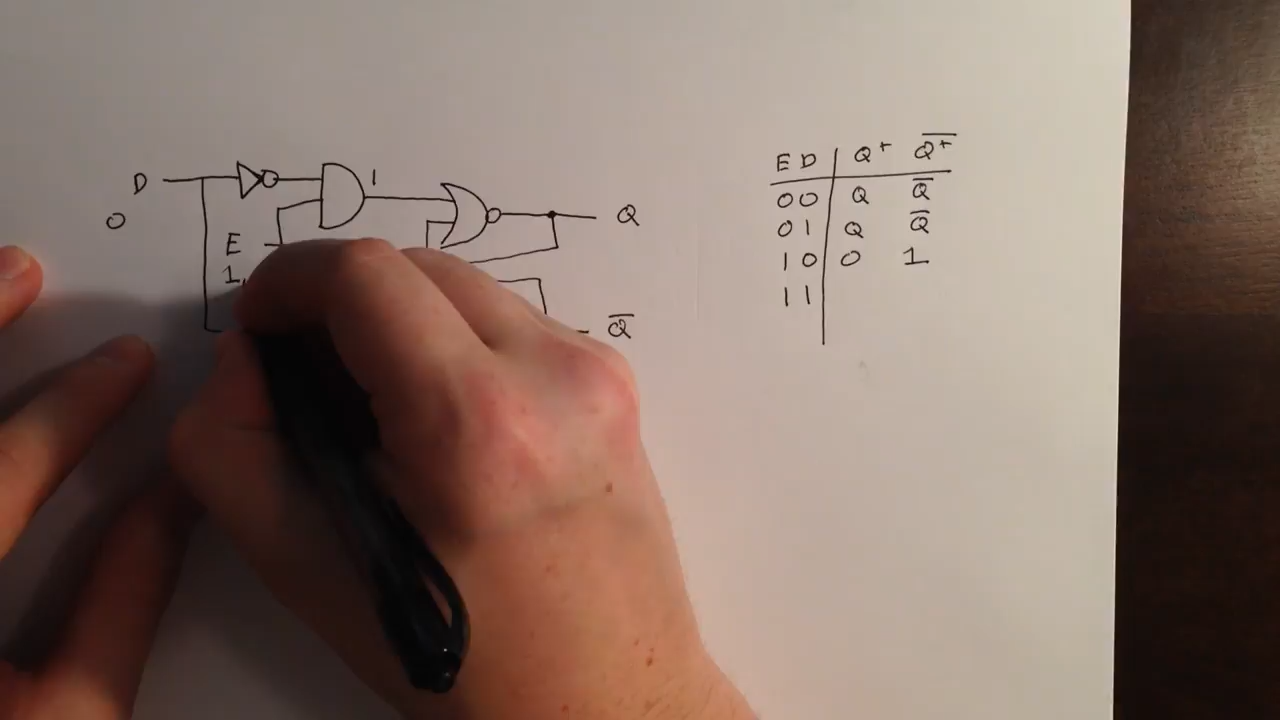 D
1
0
Q
E
1
Q̅
E D Q⁺ Q̅⁺
0 0 Q Q̅
0 1 Q Q̅
1 0 0 1
1 1